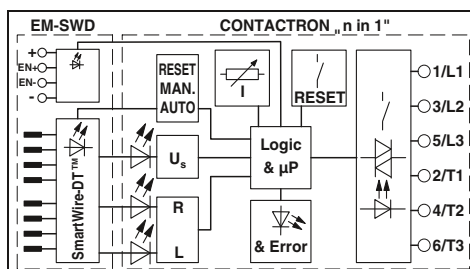 EM-SWD
CONTACTRON „n in 1"
+
EN+
EN-
-
SmartWire-DT™
RESET
MAN.
AUTO
I
RESET
Us
R
L
Logic
& µP
& Error
1/L1
3/L2
5/L3
2/T1
4/T2
6/T3